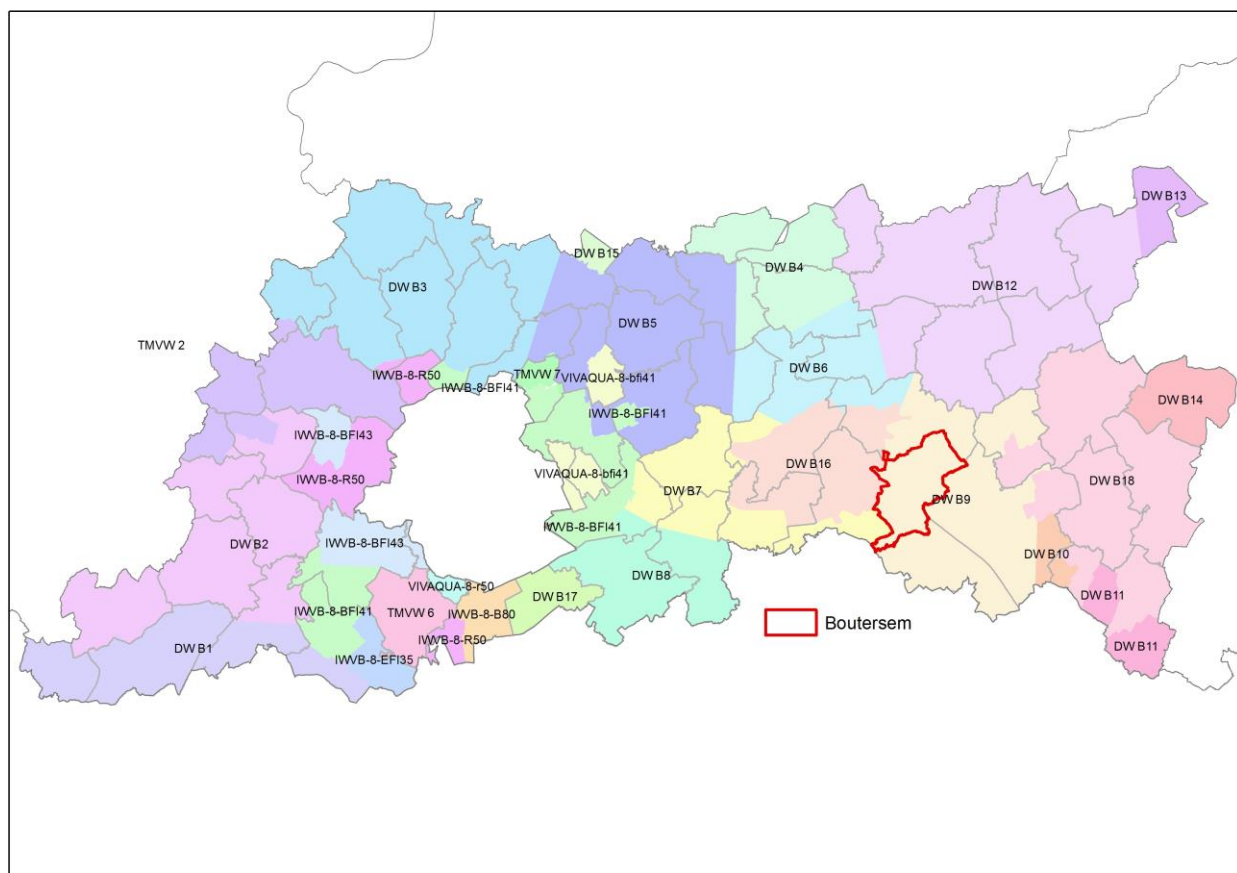 DW B13
DW B15
DW B4
DW B3
DW B12
DW B5
TMVW 2
IWVB-8-R50
TMVW 7
VIVAQUA-8-bfi41
DW B6
IWVB-8-BFI41
DW B14
IWVB-8-BFI41
IWVB-8-BFI43
DW B16
VIVAQUA-8-bfi41
IWVB-8-R50
DW B18
DW B7
DW B9
IWVB-8-BFI41
DW B2
IWVB-8-BFI43
DW B10
DW B8
VIVAQUA-8-r50
DW B17
DW B11
IWVB-8-BFI41
TMVW 6
IWVB-8-B80
Boutersem
IWVB-8-R50
DW B1
DW B11
IWVB-8-EFI35